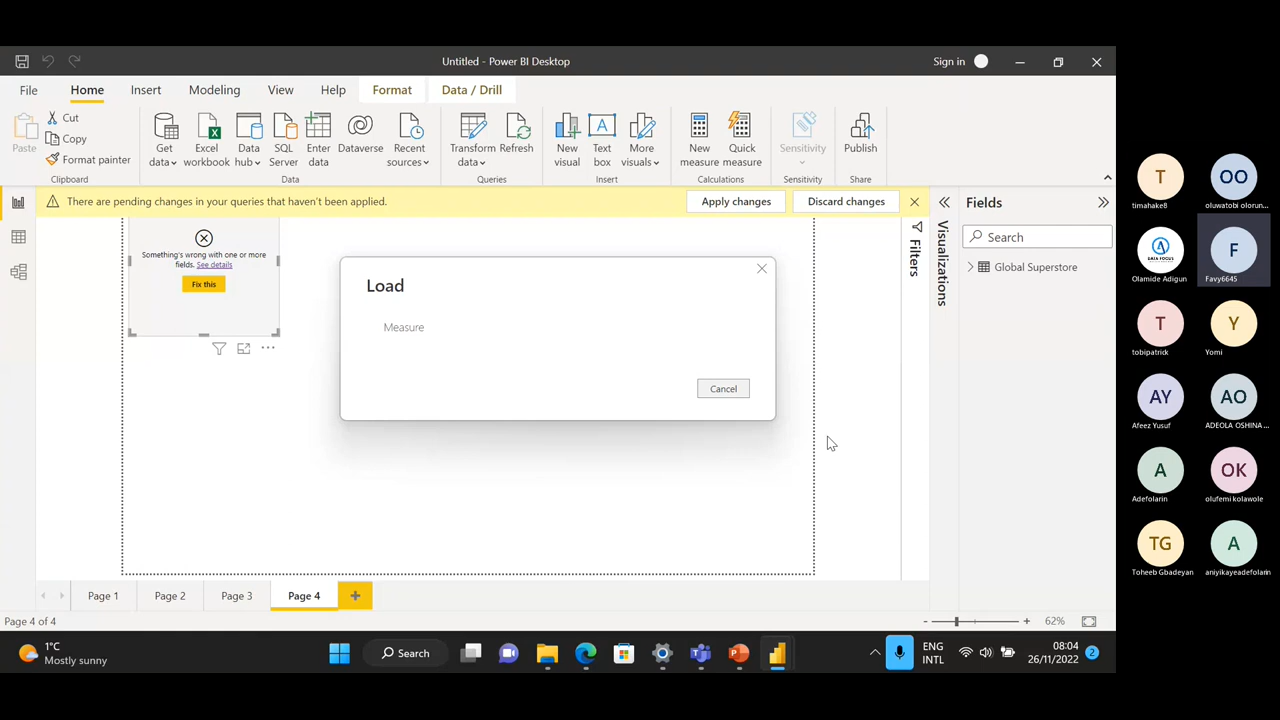 Untitled - Power BI Desktop
Sign in
File Home Insert Modeling View Help Format Data / Drill
Paste
Cut
Copy
Format painter
Clipboard
Get data
Excel workbook
Data hub
SQL Server
Enter data
Dataverse
Recent sources
Data
Transform data
Refresh
Queries
New visual
Text box
More visuals
Insert
New measure
Quick measure
Calculations
Sensitivity
Sensitivity
Publish
Share
There are pending changes in your queries that haven't been applied.
Apply changes
Discard changes
Something's wrong with one or more
fields. See details
Fix this
Load
Measure
Cancel
Filters
Visualizations
Fields
Search
Global Superstore
Page 1
Page 2
Page 3
Page 4
+
Page 4 of 4
- + 62%
1°C
Mostly sunny
Search
ENG
INTL
08:04
26/11/2022
2
T
timahake8
OO
oluwatobi olorun...
Olamide Adigun
F
Favy6645
T
tobipatrick
Y
Yomi
AY
Afeez Yusuf
AO
ADEOLA OSHINA ...
A
Adefolarin
OK
olufemi kolawole
TG
Toheeb Gbadeyan
A
aniyikayeadefolarin